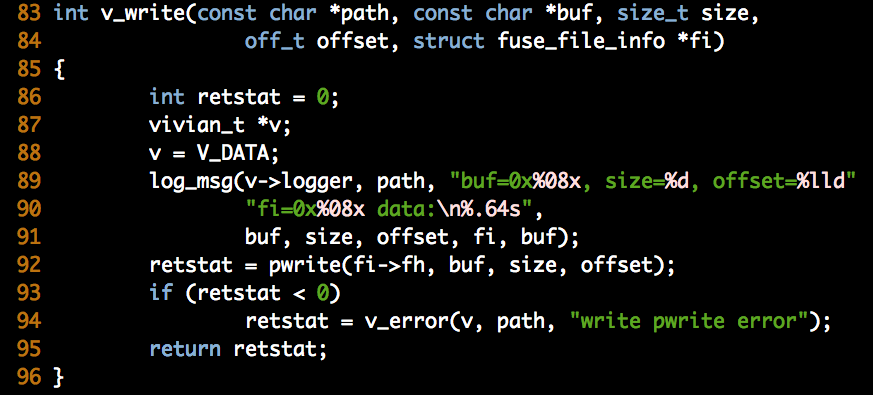 83 int v_write(const char *path, const char *buf, size_t size,
84                 off_t offset, struct fuse_file_info *fi)
85 {
86         int retstat = 0;
87         vivian_t *v;
88         v = V_DATA;
89         log_msg(v->logger, path, "buf=0x%08x, size=%d, offset=%lld"
90                 "fi=0x%08x data:\n%.64s",
91                 buf, size, offset, fi, buf);
92         retstat = pwrite(fi->fh, buf, size, offset);
93         if (retstat < 0)
94                 retstat = v_error(v, path, "write pwrite error");
95         return retstat;
96 }